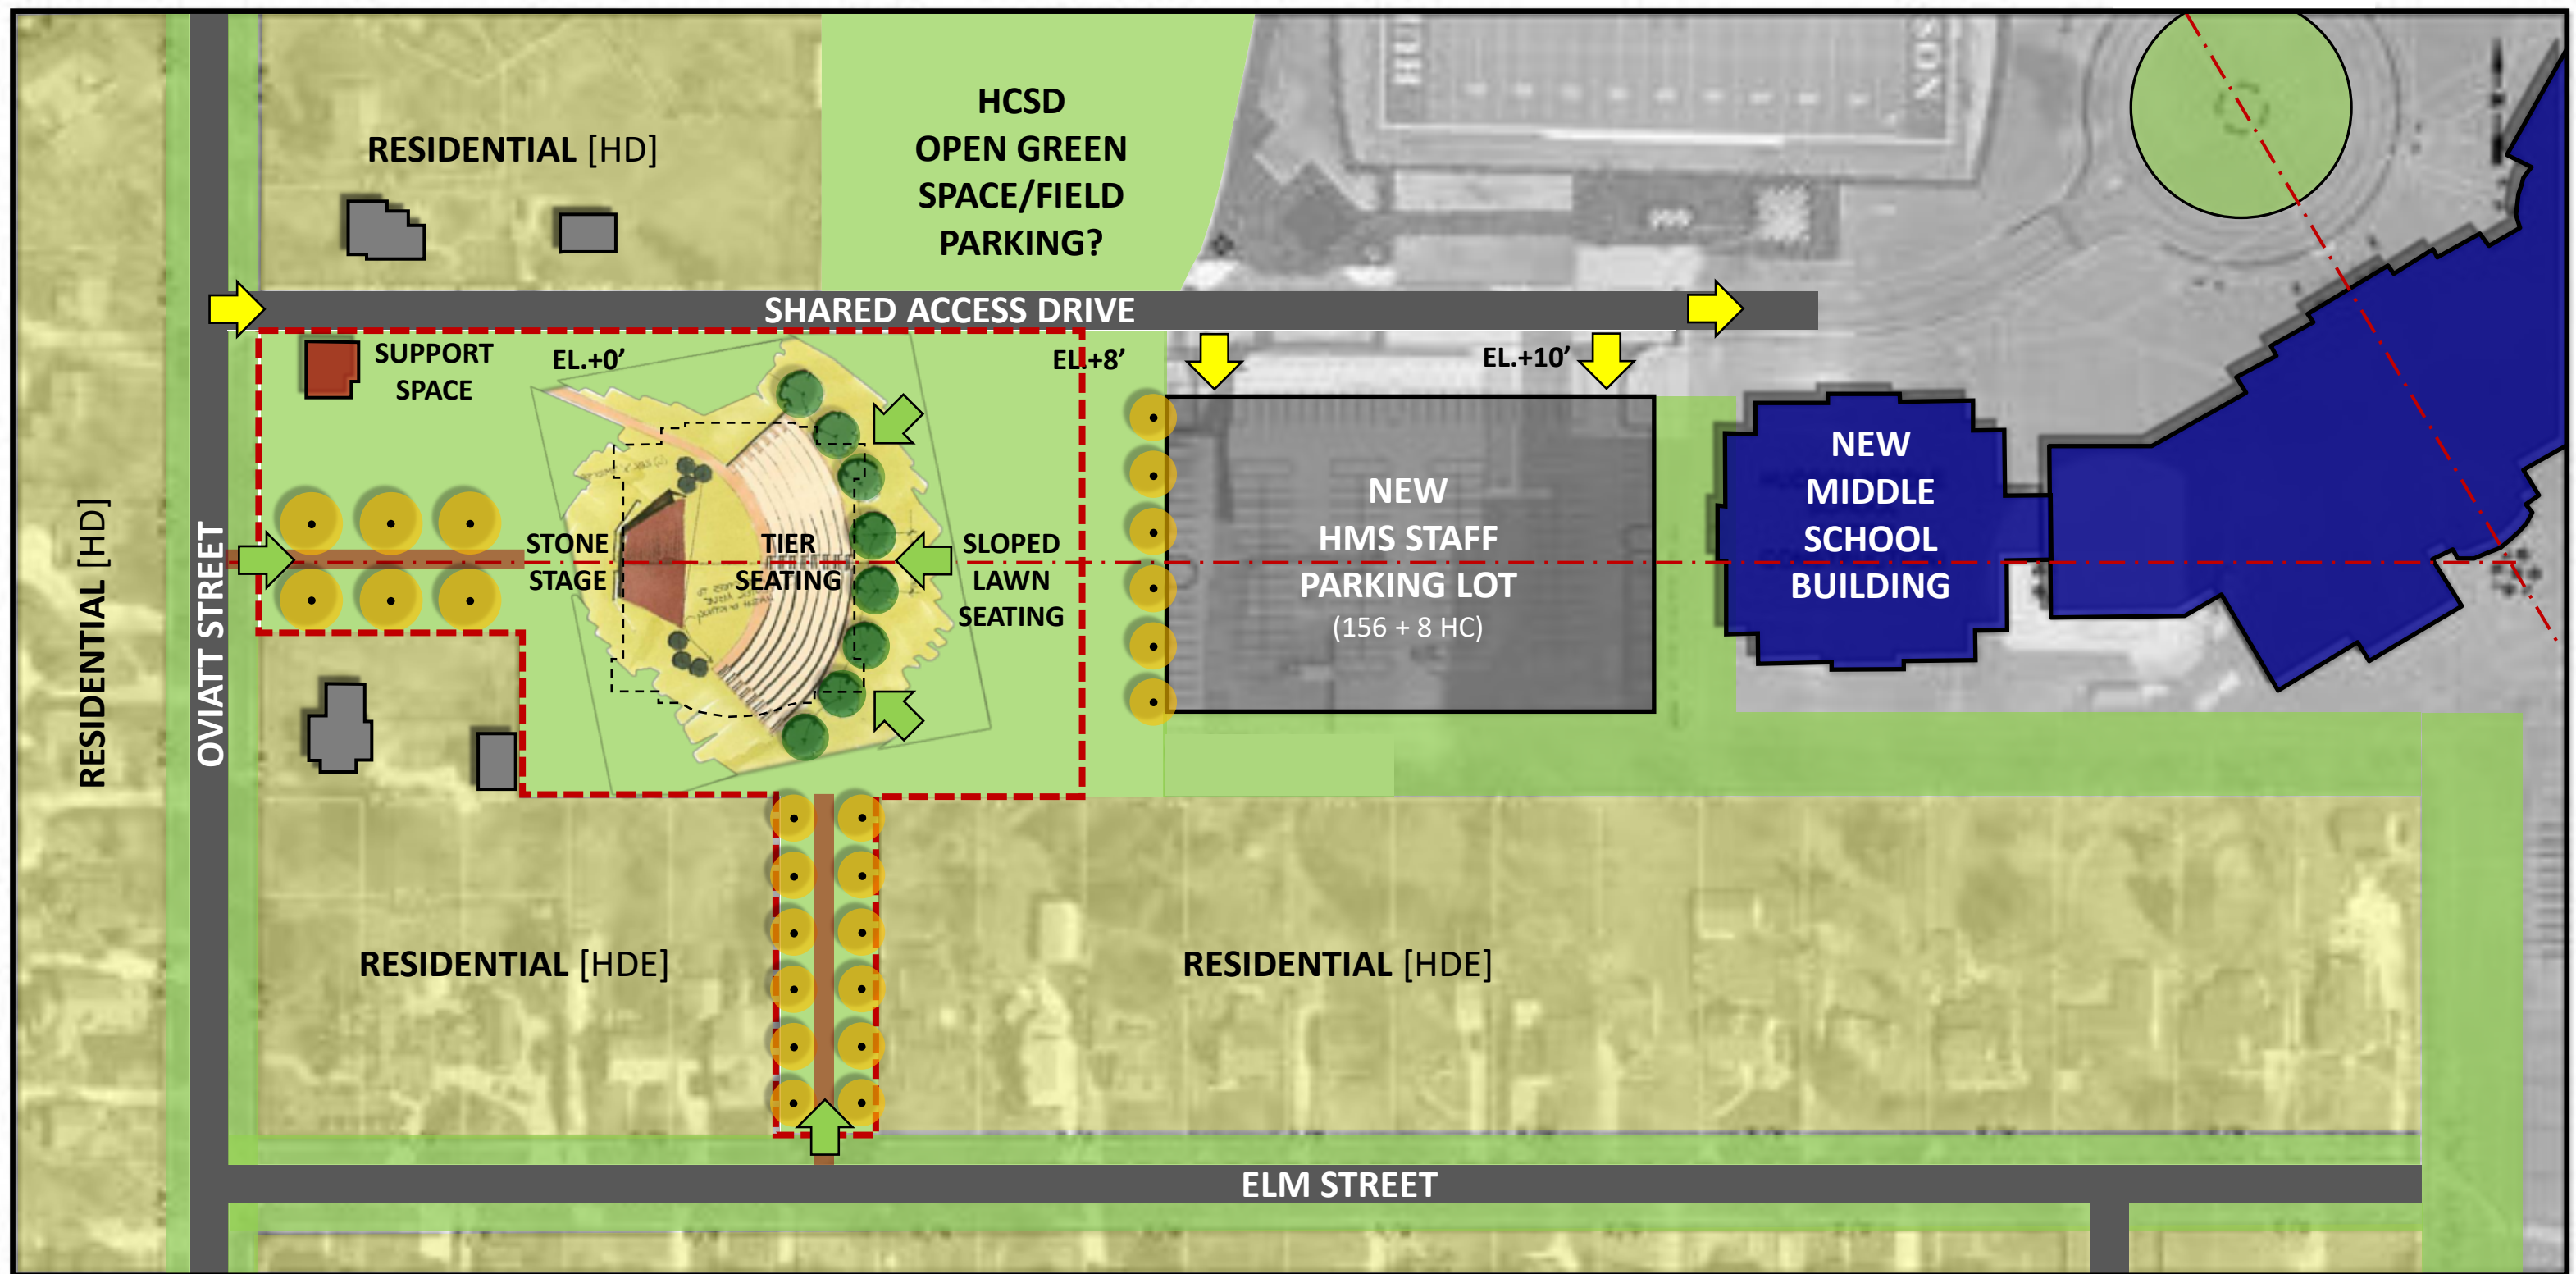 HU
SON
HCSD
OPEN GREEN
SPACE/FIELD
PARKING?
RESIDENTIAL [HD]
SHARED ACCESS DRIVE
SUPPORT
SPACE
EL.+0’
EL.+8’
EL.+10’
RESIDENTIAL [HD]
OVIATT STREET
STONE
STAGE
TIER
SEATING
SLOPED
LAWN
SEATING
NEW
HMS STAFF
PARKING LOT
(156 + 8 HC)
NEW
MIDDLE
SCHOOL
BUILDING
RESIDENTIAL [HDE]
RESIDENTIAL [HDE]
ELM STREET